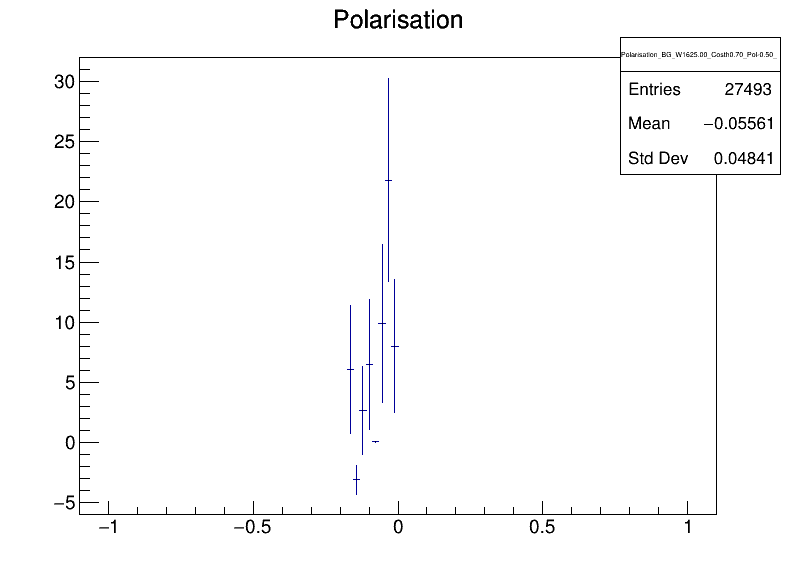 Polarisation
Polarisation_BG_W1625.00_Costh0.70_Pol-0.50_
Entries 27493
Mean −0.05561
Std Dev 0.04841
30
25
20
15
10
5
0
−5
−1 −0.5 0 0.5 1